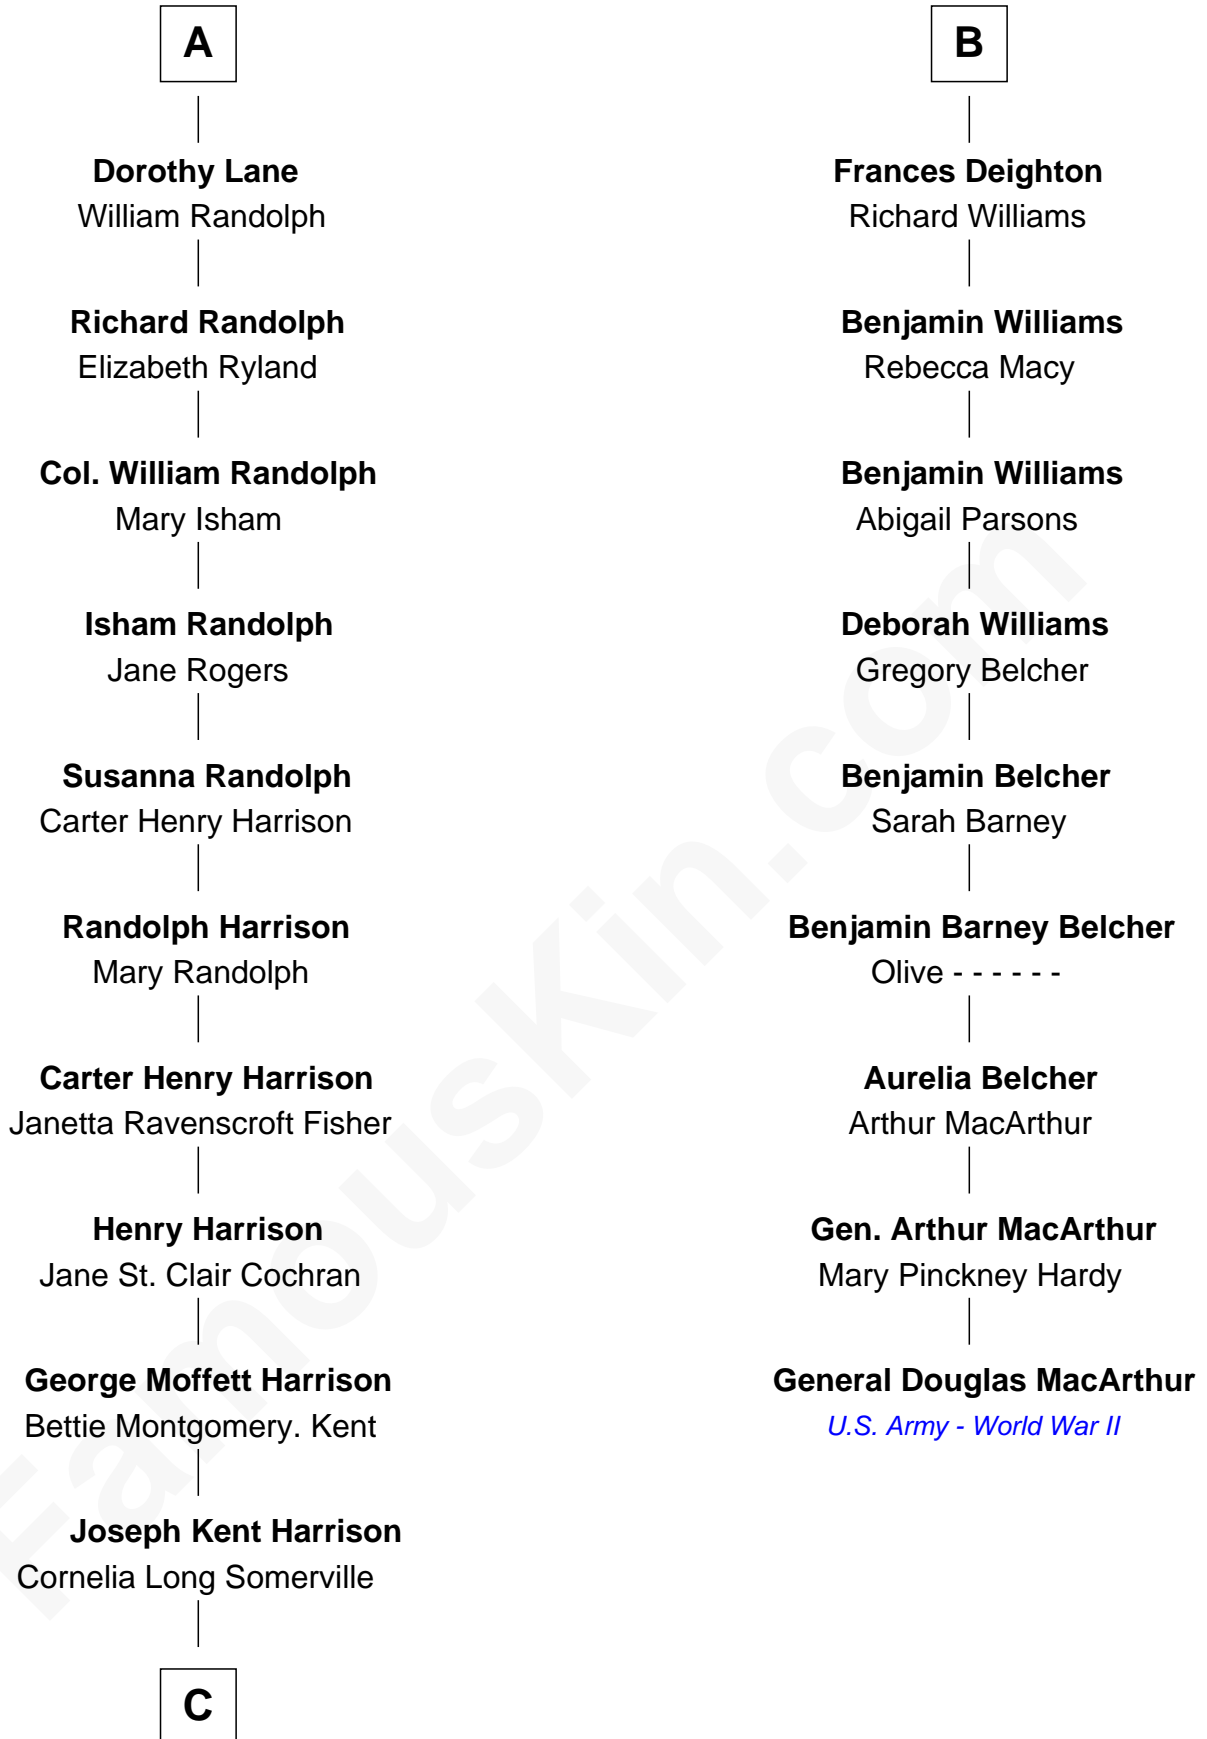 A
Dorothy Lane
William Randolph
Richard Randolph
Elizabeth Ryland
Col. William Randolph
Mary Isham
Isham Randolph
Jane Rogers
Susanna Randolph
Carter Henry Harrison
Randolph Harrison
Mary Randolph
Carter Henry Harrison
Janetta Ravenscroft Fisher
Henry Harrison
Jane St. Clair Cochran
George Moffett Harrison
Bettie Montgomery. Kent
Joseph Kent Harrison
Cornelia Long Somerville
C
B
Frances Deighton
Richard Williams
Benjamin Williams
Rebecca Macy
Benjamin Williams
Abigail Parsons
Deborah Williams
Gregory Belcher
Benjamin Belcher
Sarah Barney
Benjamin Barney Belcher
Olive - - - - - -
Aurelia Belcher
Arthur MacArthur
Gen. Arthur MacArthur
Mary Pinckney Hardy
General Douglas MacArthur
U.S. Army - World War II
FamousKin.com